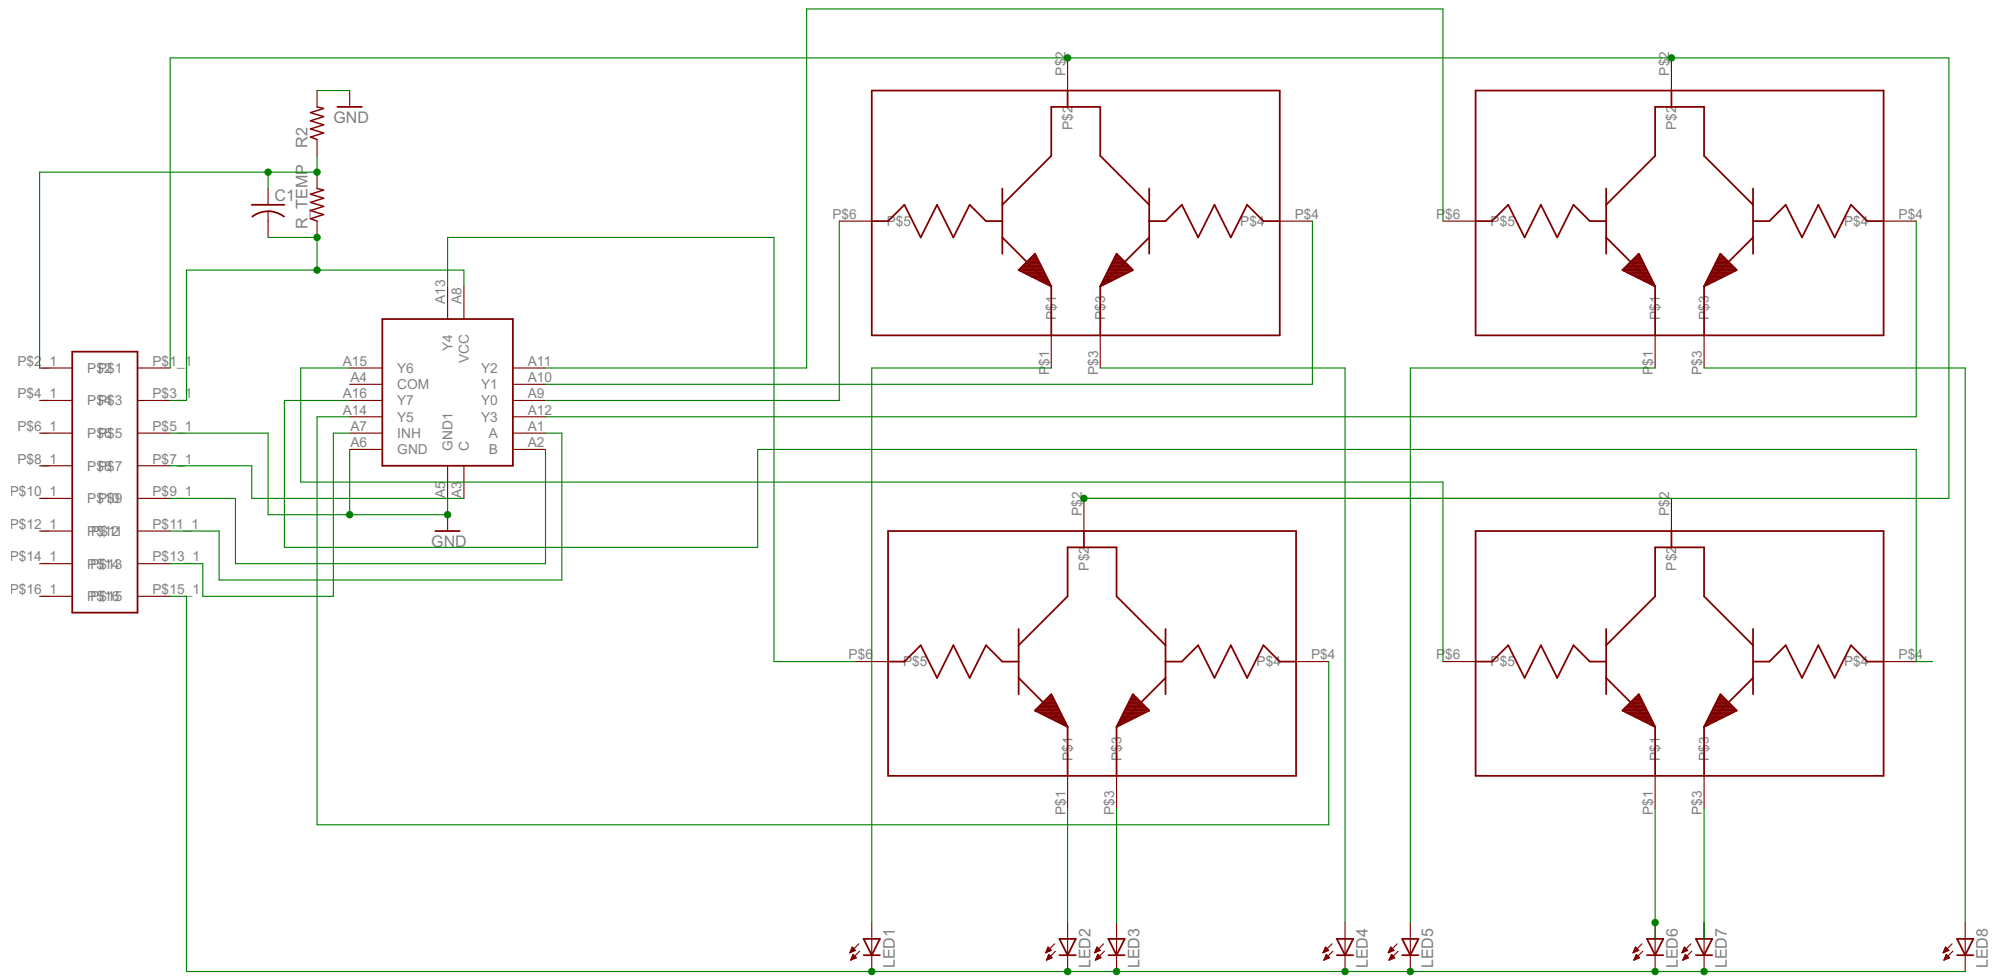 P$2
P$2
GND
R2
P$2
P$2
R_TEMP
C1
P$6
P$5
P$4
P$4
P$6
P$5
P$4
P$4
A13
A8
P$1
P$3
P$1
P$3
Y4
VCC
P$1
P$3
P$1
P$3
P$2_1
P$1
P$1_1
A15
Y6
Y2
A11
A4
COM
Y1
A10
P$4_1
P$3
P$3_1
A16
Y7
Y0
A9
A14
Y5
Y3
A12
P$6_1
P$5
P$5_1
A7
INH
GND1
A
A1
A6
GND
C
B
A2
P$8_1
P$7
P$7_1
A5
A3
P$10_1
P$9_1
P$2
P$2
P$12_1
P$11_1
GND
P$14_1
P$13_1
P$2
P$2
P$16_1
P$15_1
P$6
P$5
P$4
P$4
P$6
P$5
P$4
P$4
P$1
P$3
P$1
P$3
P$1
P$3
P$1
P$3
LED1
LED2
LED3
LED4
LED5
LED6
LED7
LED8